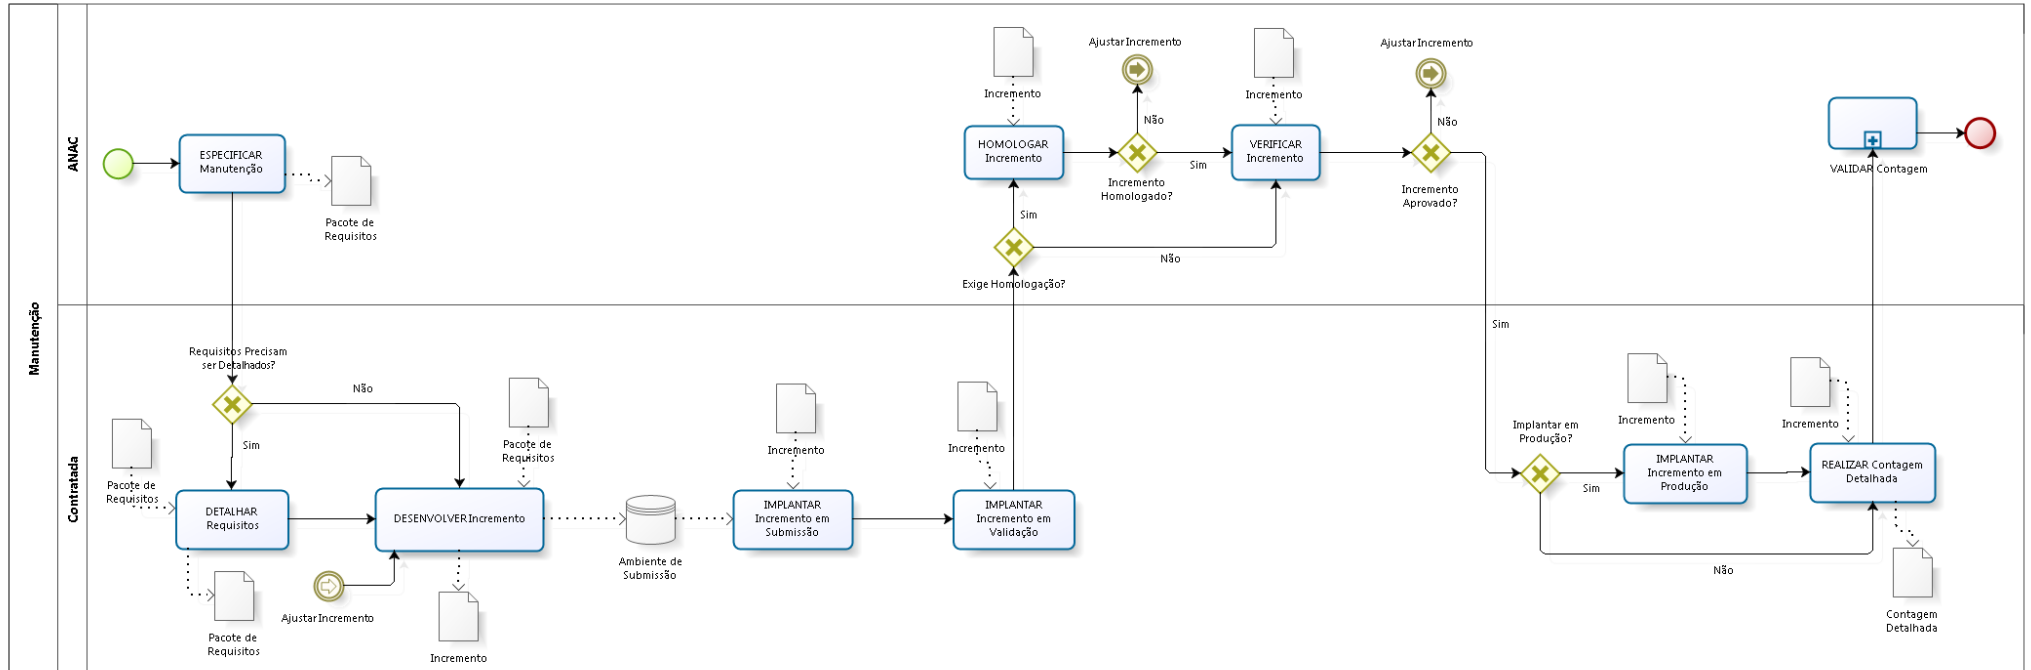 Manutenção
ANAC
ESPECIFICAR
Manutenção
Pacote de
Requisitos
Incremento
HOMOLOGAR
Incremento
Ajustar Incremento
Não
Incremento
Homologado?
Sim
Sim
Exige Homologação?
Não
Incremento
VERIFICAR
Incremento
Ajustar Incremento
Não
Incremento
Aprovado?
Sim
VALIDAR Contagem
Contratada
Requisitos Precisam
ser Detalhados?
Não
Sim
Pacote de
Requisitos
DETALHAR
Requisitos
Pacote de
Requisitos
Ajustar Incremento
Pacote de
Requisitos
DESENVOLVER Incremento
Incremento
Ambiente de
Submissão
Incremento
IMPLANTAR
Incremento em
Submissão
Incremento
IMPLANTAR
Incremento em
Validação
Implantar em
Produção?
Sim
Não
Incremento
IMPLANTAR
Incremento em
Produção
Incremento
REALIZAR Contagem
Detalhada
Contagem
Detalhada